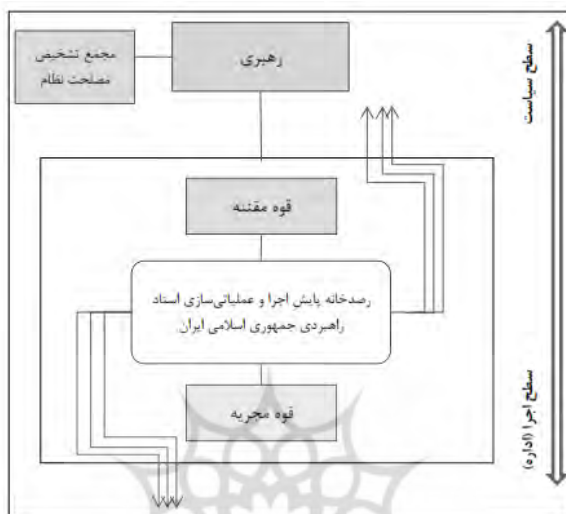 مجمع تشخیص
مصلحت نظام
رهبری
سطح سیاست
قوه مقننه
رصدخانه پایش اجرا و عملیاتی‌سازی اسناد
راهبردی جمهوری اسلامی ایران
قوه مجریه
سطح اجرا (اداره)